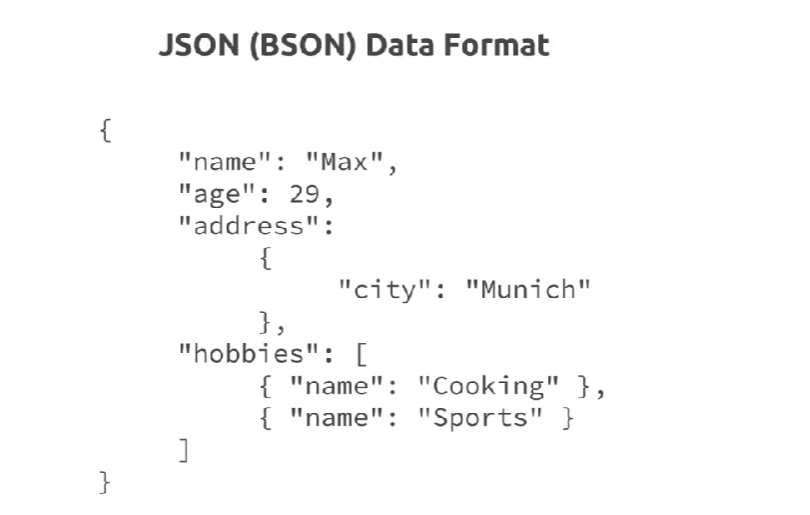 JSON (BSON) Data Format
{
"name": "Max",
"age": 29,
"address":
{
"city": "Munich"
},
"hobbies": [
{ "name": "Cooking" },
{ "name": "Sports" }
]
}